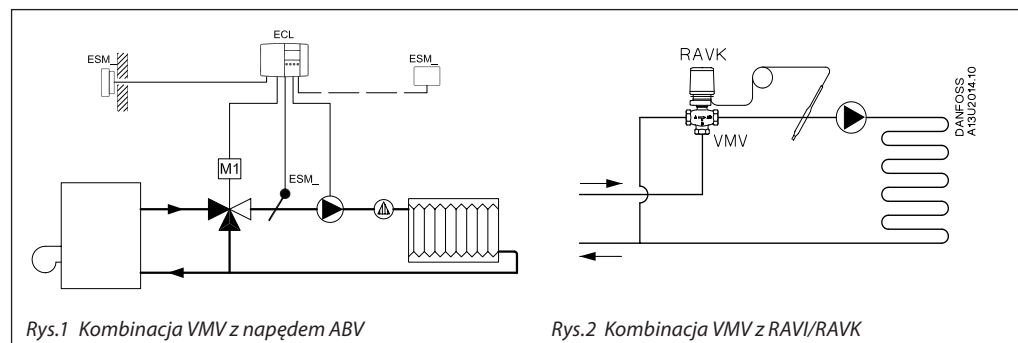 ECL
ESM_
ESM_
M1
ESM_
RAVK
VMV
DANFOSS
A13U2014.10
Rys.1 Kombinacja VMV z napędem ABV
Rys.2 Kombinacja VMV z RAVI/RAVK